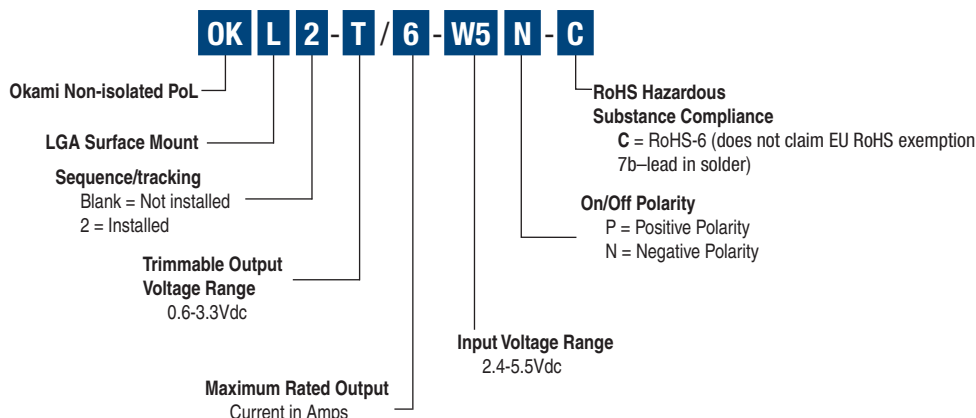 OK L 2 - T / 6 - W5 N - C
Okami Non-isolated PoL
LGA Surface Mount
Sequence/tracking
Blank = Not installed
2 = Installed
Trimmable Output
Voltage Range
0.6-3.3Vdc
Maximum Rated Output
Current in Amps
Input Voltage Range
2.4-5.5Vdc
On/Off Polarity
P = Positive Polarity
N = Negative Polarity
RoHS Hazardous
Substance Compliance
C = RoHS-6 (does not claim EU RoHS exemption
7b–lead in solder)